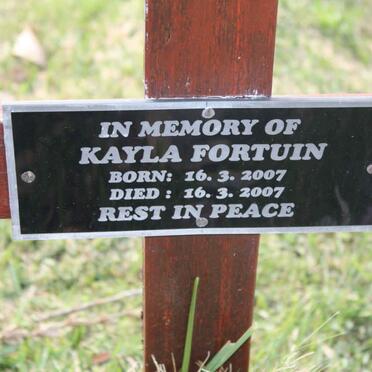 IN MEMORY OF
KAYLA FORTUIN
BORN: 16. 3. 2007
DIED : 16. 3. 2007
REST IN PEACE